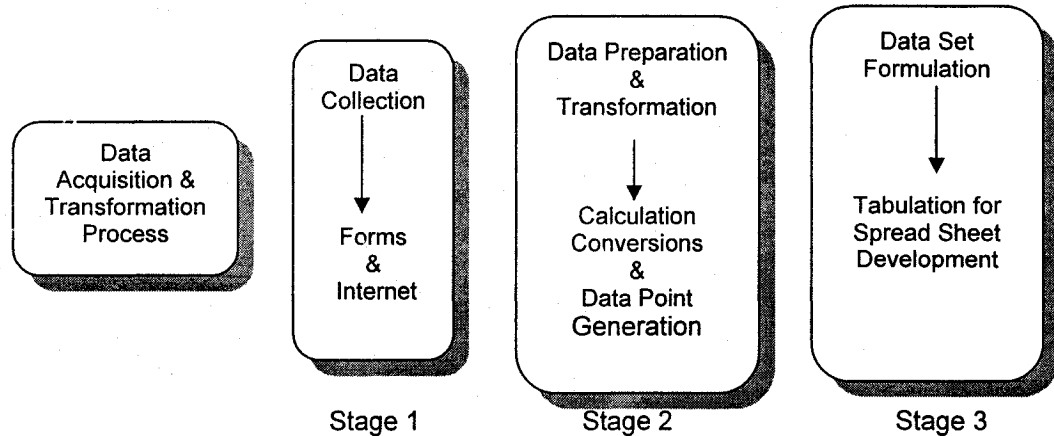 Data
Acquisition &
Transformation
Process
Data
Collection
Forms
&
Internet
Stage 1
Data Preparation
&
Transformation
Calculation
Conversions
&
Data Point
Generation
Stage 2
Data Set
Formulation
Tabulation for
Spread Sheet
Development
Stage 3